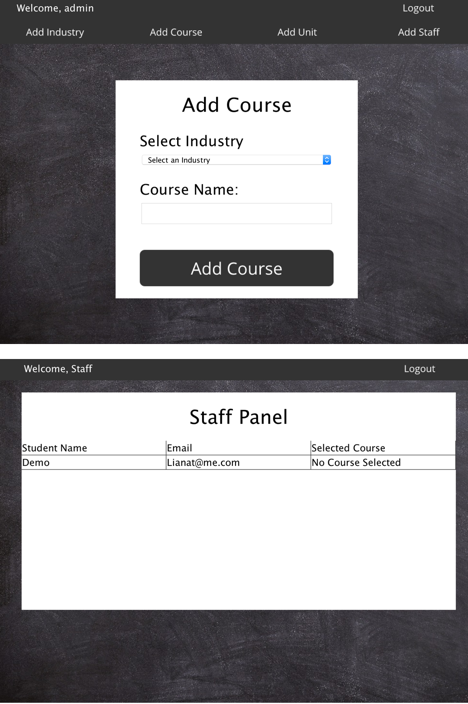 Welcome, admin Logout
Add Industry Add Course Add Unit Add Staff
Add Course
Select Industry
Select an Industry
Course Name:
Add Course
Welcome, Staff Logout
Staff Panel
Student Name Email Selected Course
Demo Lianat@me.com No Course Selected